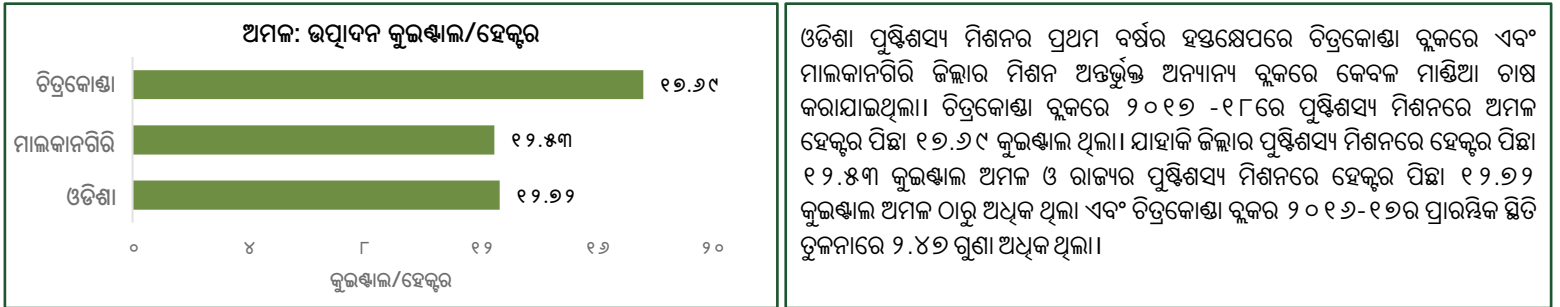 ଅମଳ: ଉତ୍ପାଦନ କୁଇଣ୍ଟାଲ/ହେକ୍ଟର
ଚିତ୍ରକୋଣ୍ଡା
୧୭.୬୯
ମାଲକାନଗିରି
୧୨.୫୩
ଓଡିଶା
୧୨.୭୨
୦ ୪ ୮ ୧୨ ୧୬ ୨୦
କୁଇଣ୍ଟାଲ/ହେକ୍ଟର
ଓଡିଶା ପୁଷ୍ଟିଶସ୍ୟ ମିଶନର ପ୍ରଥମ ବର୍ଷର ହସ୍ତକ୍ଷେପରେ ଚିତ୍ରକୋଣ୍ଡା ବ୍ଲକରେ ଏବଂ
ମାଲକାନଗିରି ଜିଲ୍ଲାର ମିଶନ ଅନ୍ତର୍ଭୁକ୍ତ ଅନ୍ୟାନ୍ୟ ବ୍ଲକରେ କେବଳ ମାଣ୍ଡିଆ ଚାଷ
କରାଯାଇଥିଲା। ଚିତ୍ରକୋଣ୍ଡା ବ୍ଲକରେ ୨୦୧୭ -୧୮ରେ ପୁଷ୍ଟିଶସ୍ୟ ମିଶନରେ ଅମଳ
ହେକ୍ଟର ପିଛା ୧୭.୬୯ କୁଇଣ୍ଟାଲ ଥିଲା। ଯାହାକି ଜିଲ୍ଲାର ପୁଷ୍ଟିଶସ୍ୟ ମିଶନରେ ହେକ୍ଟର ପିଛା
୧୨.୫୩ କୁଇଣ୍ଟାଲ ଅମଳ ଓ ରାଜ୍ୟର ପୁଷ୍ଟିଶସ୍ୟ ମିଶନରେ ହେକ୍ଟର ପିଛା ୧୨.୭୨
କୁଇଣ୍ଟାଲ ଅମଳ ଠାରୁ ଅଧିକ ଥିଲା ଏବଂ ଚିତ୍ରକୋଣ୍ଡା ବ୍ଲକର ୨୦୧୬-୧୭ର ପ୍ରାରମ୍ଭିକ ସ୍ଥିତି
ତୁଳନାରେ ୨.୪୭ ଗୁଣା ଅଧିକ ଥିଲା।